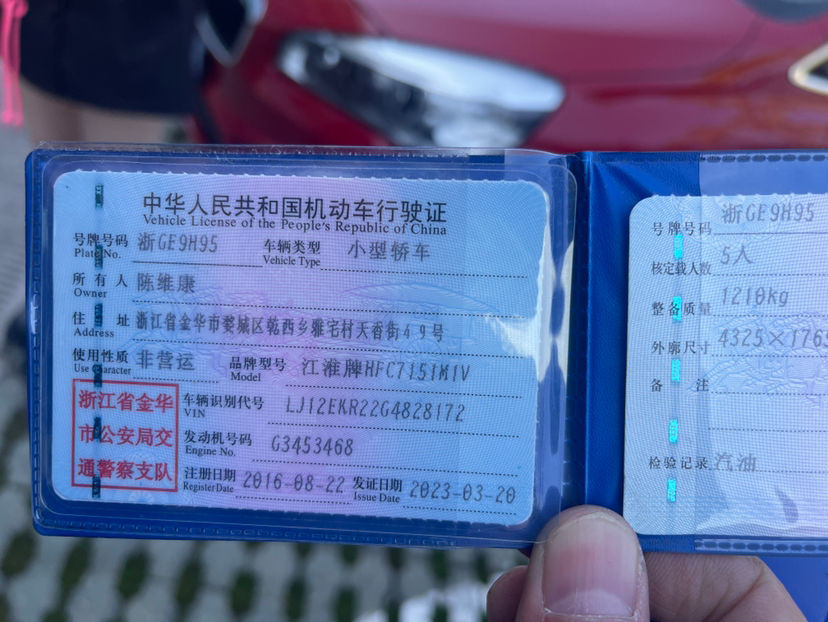 中华人民共和国机动车行驶证
Vehicle License of the People's Republic of China
号牌号码 浙GE9H95 车辆类型 小型轿车
Plate No. Vehicle Type
所有人 陈维康
Owner
住址 浙江省金华市婺城区乾西乡雅宅村天香街49号
Address
使用性质 非营运 品牌型号 江淮牌HFC7151M1V
Use Character Model
浙江省金华
市公安局交
通警察支队
车辆识别代号 LJ12EKR22G4828172
VIN
发动机号码 G3453468
Engine No.
注册日期 2016-08-22 发证日期 2023-03-20
Register Date Issue Date
号牌号码 浙GE9H95
核定载人数 5人
整备质量 1210kg
外廓尺寸 4325×1765
备注
检验记录 汽油